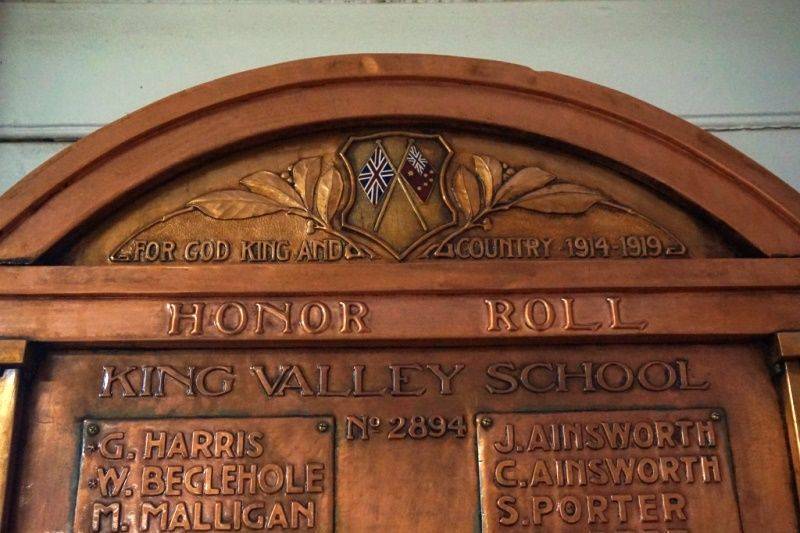 FOR GOD KING AND COUNTRY 1914-1919
HONOR ROLL
KING VALLEY SCHOOL
No 2894
*G. HARRIS
*W. BEGLEHOLE
M. MALLIGAN
J. AINSWORTH
C. AINSWORTH
S. PORTER